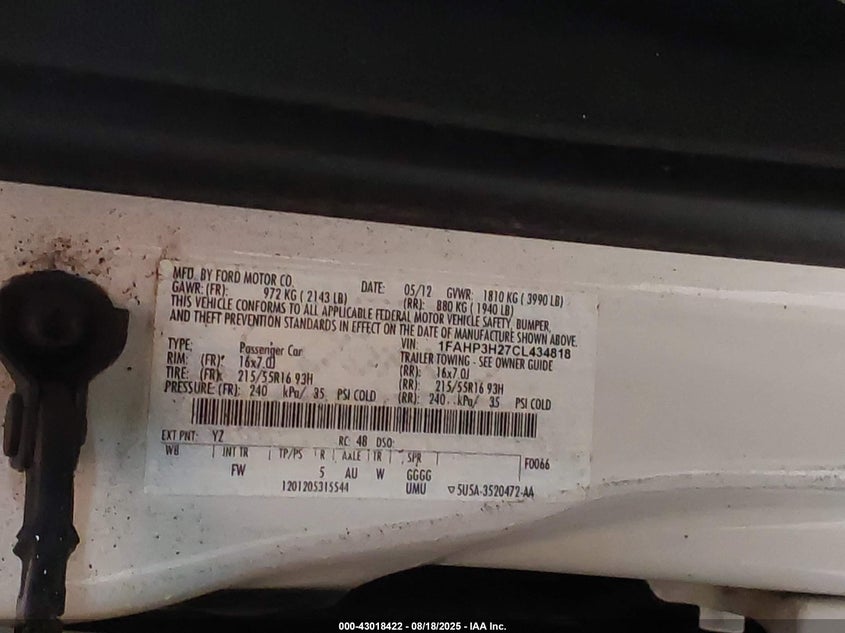 MFD. BY FORD MOTOR CO. DATE: 05/12 GVWR: 1810 KG ( 3990 LB)
GAWR: (FR): 972 KG ( 2143 LB) (RR): 880 KG ( 1940 LB)
THIS VEHICLE CONFORMS TO ALL APPLICABLE FEDERAL MOTOR VEHICLE SAFETY, BUMPER,
AND THEFT PREVENTION STANDARDS IN EFFECT ON THE DATE OF MANUFACTURE SHOWN ABOVE.
VIN: 1FAHP3H27CL434818
TYPE: Passenger Car TRAILER TOWING - SEE OWNER GUIDE
RIM: (FR): 16x7.0J (RR): 16x7.0J
TIRE: (FR): 215/55R16 93H (RR): 215/55R16 93H
PRESSURE: (FR): 240 kPa/ 35 PSI COLD (RR): 240 kPa/ 35 PSI COLD
EXT PNT: YZ RC: 48 DSO:
WB INT TR TP/PS R AXLE TR SPR F0066
FW 5 AU W GGGG
1201205315544 UMU ▽5U5A-3520472-AA
000-43018422 - 08/18/2025 - IAA Inc.